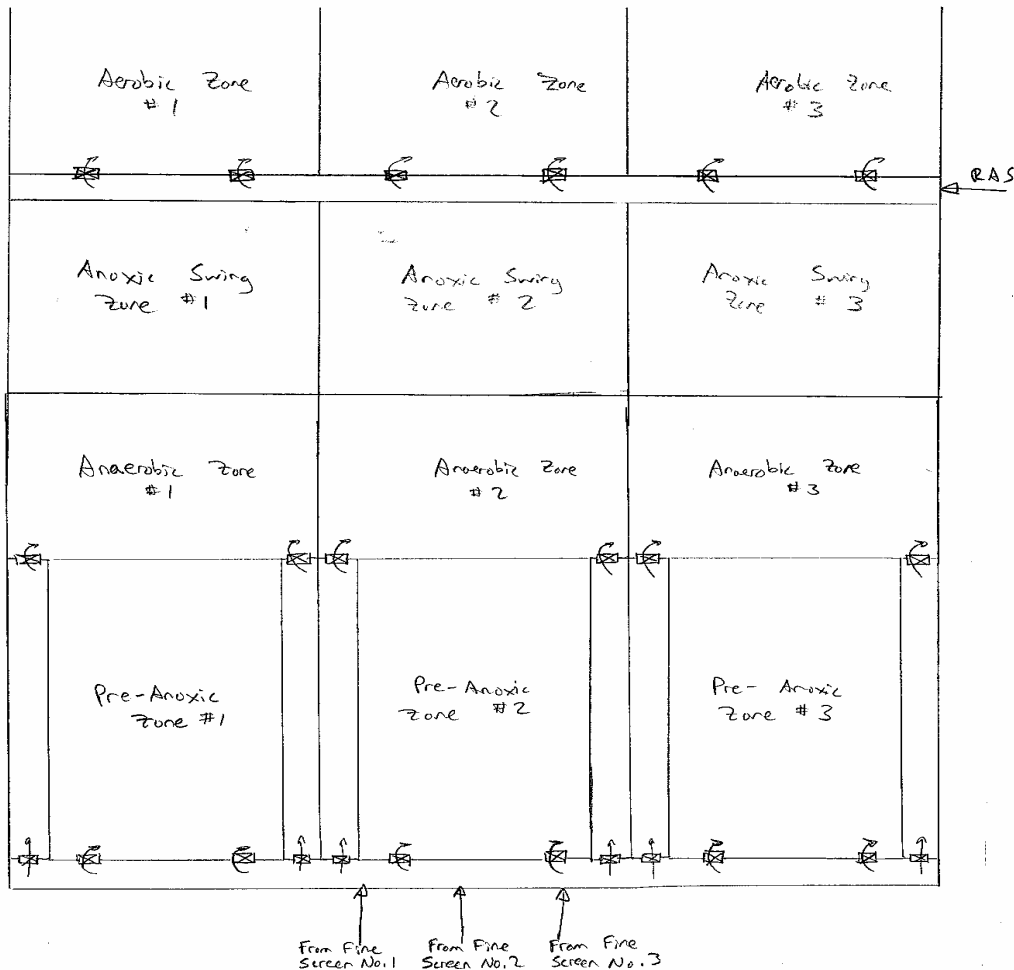 Aerobic Zone
# 1
Aerobic Zone
# 2
Aerobic Zone
# 3
RAS
Anoxic Swing
Zone #1
Anoxic Swing
Zone # 2
Anoxic Swing
Zone # 3
Anaerobic Zone
#1
Anaerobic Zone
#2
Anaerobic Zone
#3
Pre-Anoxic
Zone #1
Pre-Anoxic
Zone #2
Pre- Anoxic
Zone #3
From Fine
Screen No.1
From Fine
Screen No.2
From Fine
Screen No.3